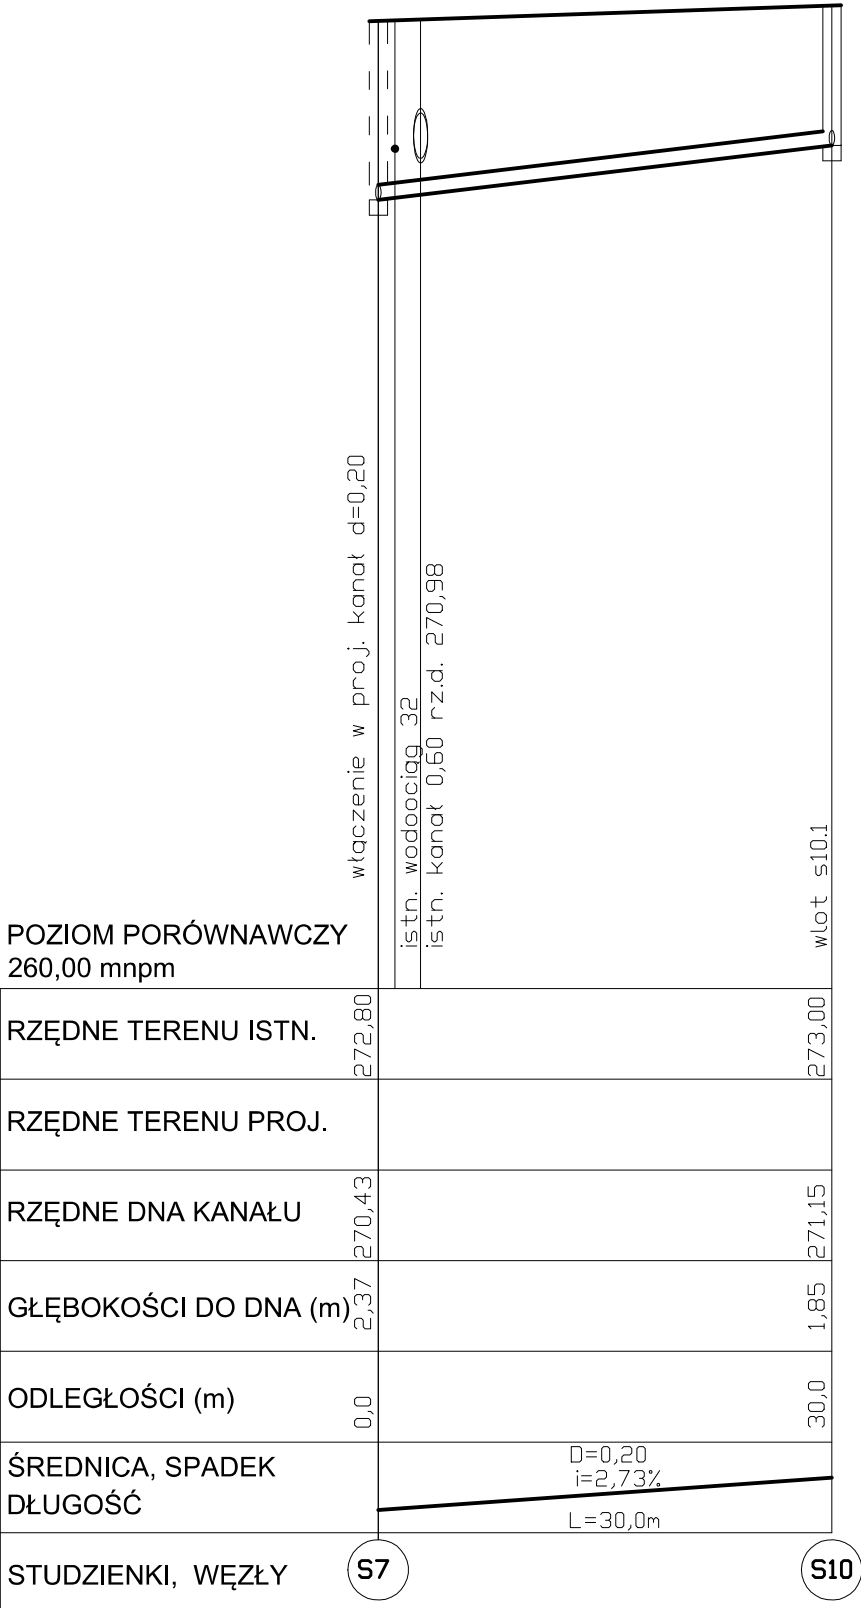 włączenie w proj. kanał d=0,20
istn. wodoociąg 32
istn. kanał 0,60 rz.d. 270,98
wlot s10.1
POZIOM PORÓWNAWCZY
260,00 mnpm
RZĘDNE TERENU ISTN.
272,80
273,00
RZĘDNE TERENU PROJ.
RZĘDNE DNA KANAŁU
270,43
271,15
GŁĘBOKOŚCI DO DNA (m)
2,37
1,85
ODLEGŁOŚCI (m)
0,0
30,0
ŚREDNICA, SPADEK
DŁUGOŚĆ
D=0,20
i=2,73%
L=30,0m
STUDZIENKI, WĘZŁY
S7
S10